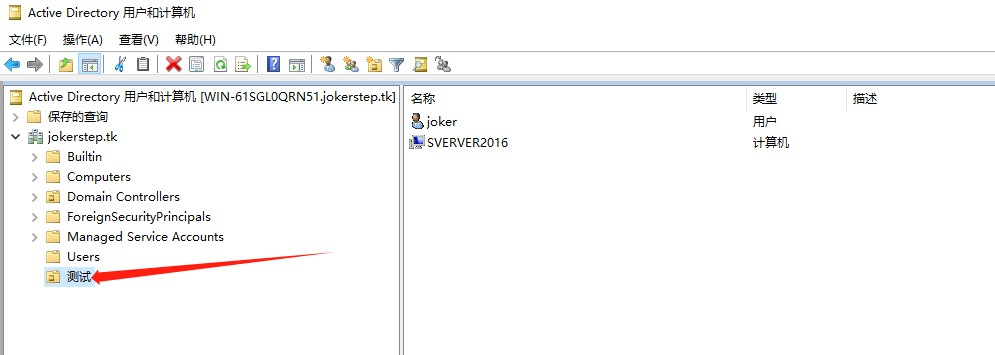 Active Directory 用户和计算机
文件(F) 操作(A) 查看(V) 帮助(H)
Active Directory 用户和计算机 [WIN-61SGL0QRN51.jokerstep.tk]
保存的查询
jokerstep.tk
Builtin
Computers
Domain Controllers
ForeignSecurityPrincipals
Managed Service Accounts
Users
测试
名称 类型 描述
joker 用户
SVERVER2016 计算机